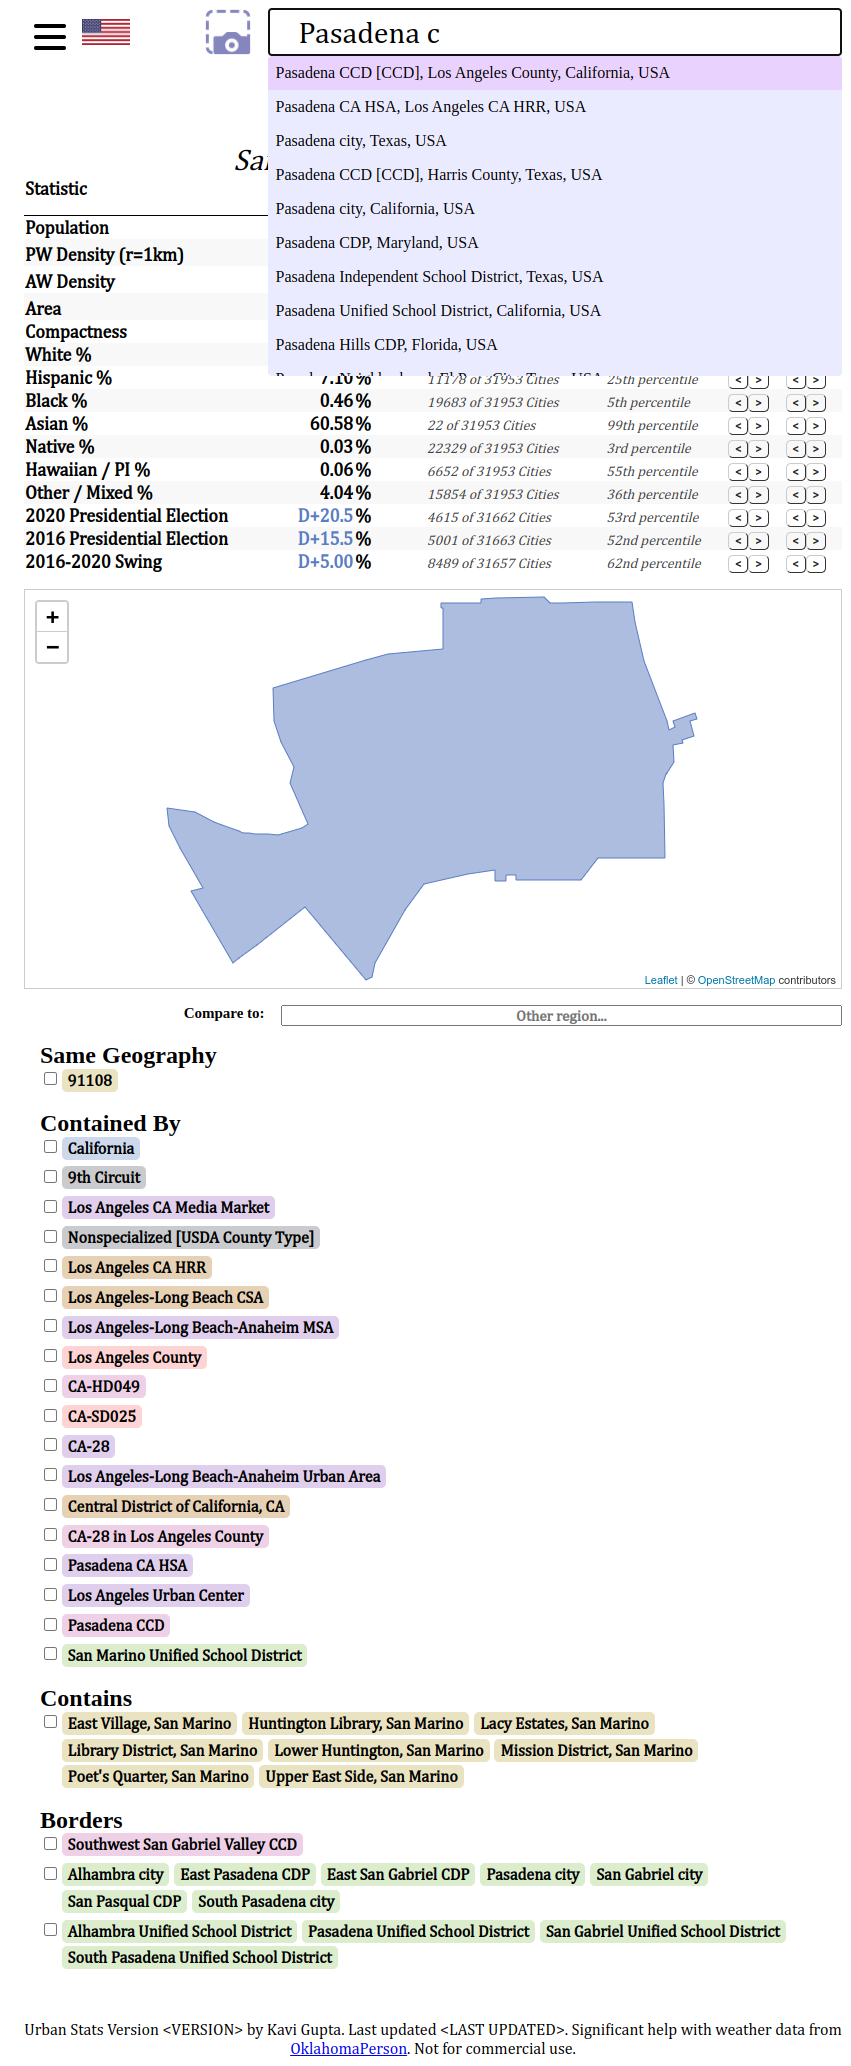 Pasadena c
Pasadena CCD [CCD], Los Angeles County, California, USA
Pasadena CA HSA, Los Angeles CA HRR, USA
Pasadena city, Texas, USA
Pasadena CCD [CCD], Harris County, Texas, USA
Pasadena city, California, USA
Pasadena CDP, Maryland, USA
Pasadena Independent School District, Texas, USA
Pasadena Unified School District, California, USA
Pasadena Hills CDP, Florida, USA
Statistic
Population
PW Density (r=1km)
AW Density
Area
Compactness
White %
Hispanic % 7.10% 11178 of 31953 Cities 25th percentile < > < >
Black % 0.46% 19683 of 31953 Cities 5th percentile < > < >
Asian % 60.58% 22 of 31953 Cities 99th percentile < > < >
Native % 0.03% 22329 of 31953 Cities 3rd percentile < > < >
Hawaiian / PI % 0.06% 6652 of 31953 Cities 55th percentile < > < >
Other / Mixed % 4.04% 15854 of 31953 Cities 36th percentile < > < >
2020 Presidential Election D+20.5% 4615 of 31662 Cities 53rd percentile < > < >
2016 Presidential Election D+15.5% 5001 of 31663 Cities 52nd percentile < > < >
2016-2020 Swing D+5.00% 8489 of 31657 Cities 62nd percentile < > < >
+
−
Leaflet | © OpenStreetMap contributors
Compare to: Other region...
Same Geography
91108
Contained By
California
9th Circuit
Los Angeles CA Media Market
Nonspecialized [USDA County Type]
Los Angeles CA HRR
Los Angeles-Long Beach CSA
Los Angeles-Long Beach-Anaheim MSA
Los Angeles County
CA-HD049
CA-SD025
CA-28
Los Angeles-Long Beach-Anaheim Urban Area
Central District of California, CA
CA-28 in Los Angeles County
Pasadena CA HSA
Los Angeles Urban Center
Pasadena CCD
San Marino Unified School District
Contains
East Village, San Marino Huntington Library, San Marino Lacy Estates, San Marino
Library District, San Marino Lower Huntington, San Marino Mission District, San Marino
Poet's Quarter, San Marino Upper East Side, San Marino
Borders
Southwest San Gabriel Valley CCD
Alhambra city East Pasadena CDP East San Gabriel CDP Pasadena city San Gabriel city
San Pasqual CDP South Pasadena city
Alhambra Unified School District Pasadena Unified School District San Gabriel Unified School District
South Pasadena Unified School District
Urban Stats Version <VERSION> by Kavi Gupta. Last updated <LAST UPDATED>. Significant help with weather data from
OklahomaPerson. Not for commercial use.